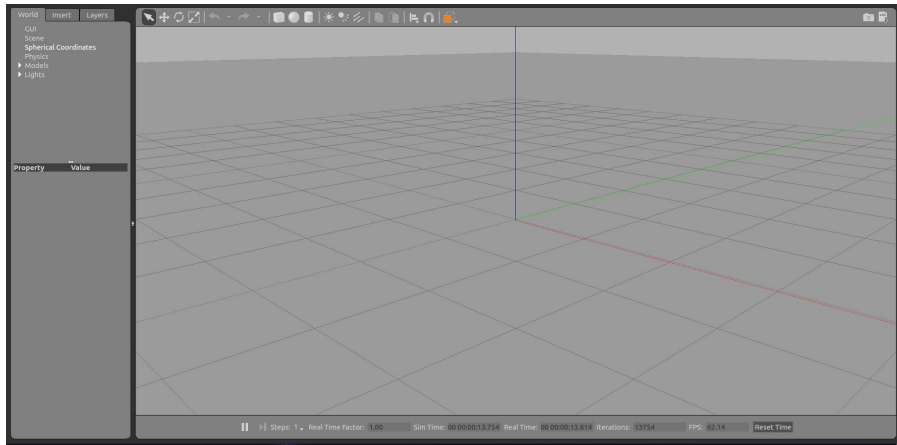 World Insert Layers
GUI
Scene
Spherical Coordinates
Physics
Models
Lights
Property Value
Steps: 1 Real Time Factor: 1.00 Sim Time: 00 00:00:13.754 Real Time: 00 00:00:13.814 Iterations: 13754 FPS: 62.14 Reset Time